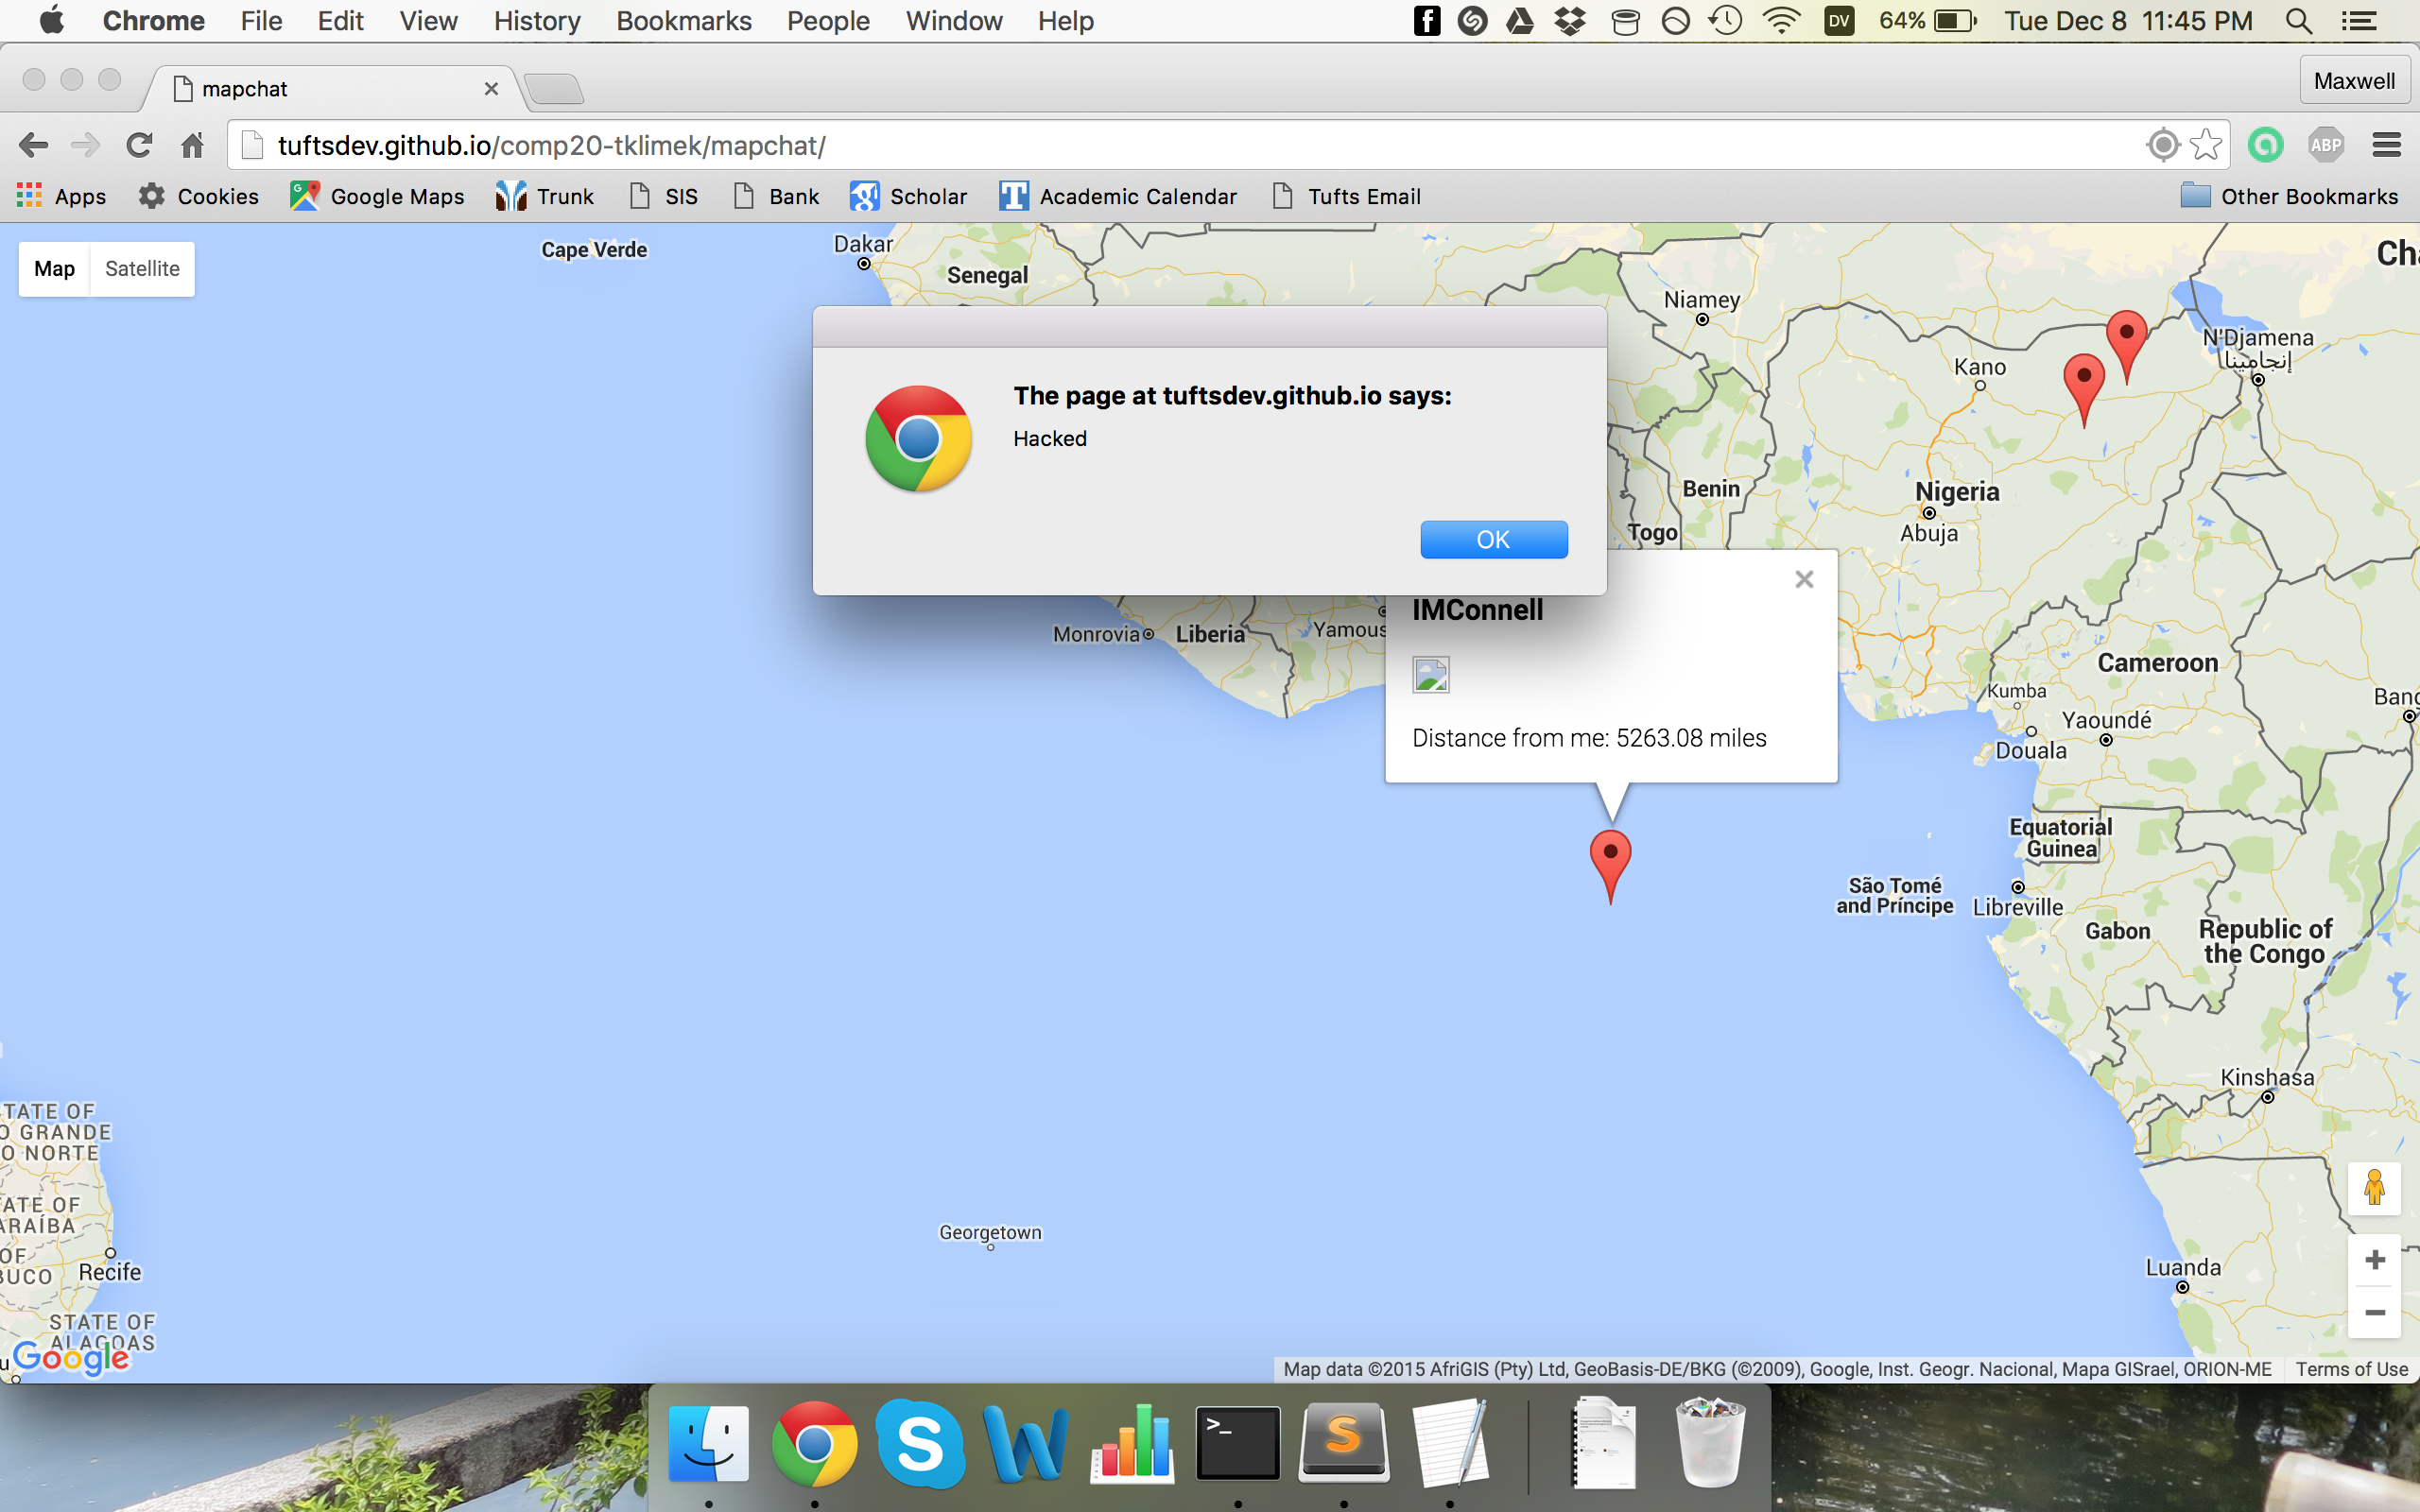 Chrome File Edit View History Bookmarks People Window Help DV 64% Tue Dec 8 11:45 PM
mapchat
Maxwell
tuftsdev.github.io/comp20-tklimek/mapchat/
ABP
Apps Cookies Google Maps Trunk SIS Bank Scholar Academic Calendar Tufts Email Other Bookmarks
Map Satellite
Cape Verde
Dakar
Senegal
Niamey
Kano
N'Djamena
إنجامينا
Benin
Nigeria
Abuja
Togo
The page at tuftsdev.github.io says:
Hacked
OK
Monrovia
Liberia
Yamous
IMConnell
Distance from me: 5263.08 miles
Cameroon
Kumba
Yaoundé
Douala
Equatorial
Guinea
São Tomé
and Príncipe
Libreville
Gabon
Republic of
the Congo
Kinshasa
Luanda
Georgetown
TATE OF
O GRANDE
O NORTE
ATE OF
ARAÍBA
OF
BUCO
Recife
STATE OF
ALAGOAS
Google
Map data ©2015 AfriGIS (Pty) Ltd, GeoBasis-DE/BKG (©2009), Google, Inst. Geogr. Nacional, Mapa GISrael, ORION-ME Terms of Use